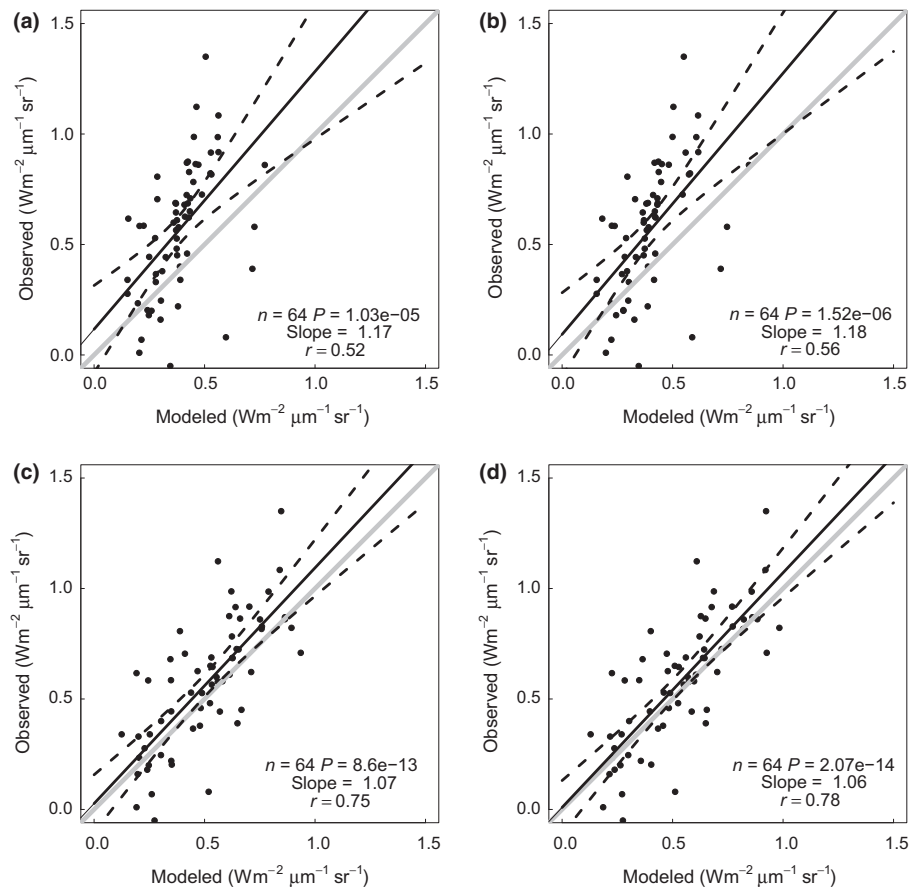 (a)
1.5
1.0
0.5
0.0
Observed (Wm⁻² μm⁻¹ sr⁻¹)
n = 64 P = 1.03e−05
Slope = 1.17
r = 0.52
0.0 0.5 1.0 1.5
Modeled (Wm⁻² μm⁻¹ sr⁻¹)
(b)
1.5
1.0
0.5
0.0
Observed (Wm⁻² μm⁻¹ sr⁻¹)
n = 64 P = 1.52e−06
Slope = 1.18
r = 0.56
0.0 0.5 1.0 1.5
Modeled (Wm⁻² μm⁻¹ sr⁻¹)
(c)
1.5
1.0
0.5
0.0
Observed (Wm⁻² μm⁻¹ sr⁻¹)
n = 64 P = 8.6e−13
Slope = 1.07
r = 0.75
0.0 0.5 1.0 1.5
Modeled (Wm⁻² μm⁻¹ sr⁻¹)
(d)
1.5
1.0
0.5
0.0
Observed (Wm⁻² μm⁻¹ sr⁻¹)
n = 64 P = 2.07e−14
Slope = 1.06
r = 0.78
0.0 0.5 1.0 1.5
Modeled (Wm⁻² μm⁻¹ sr⁻¹)